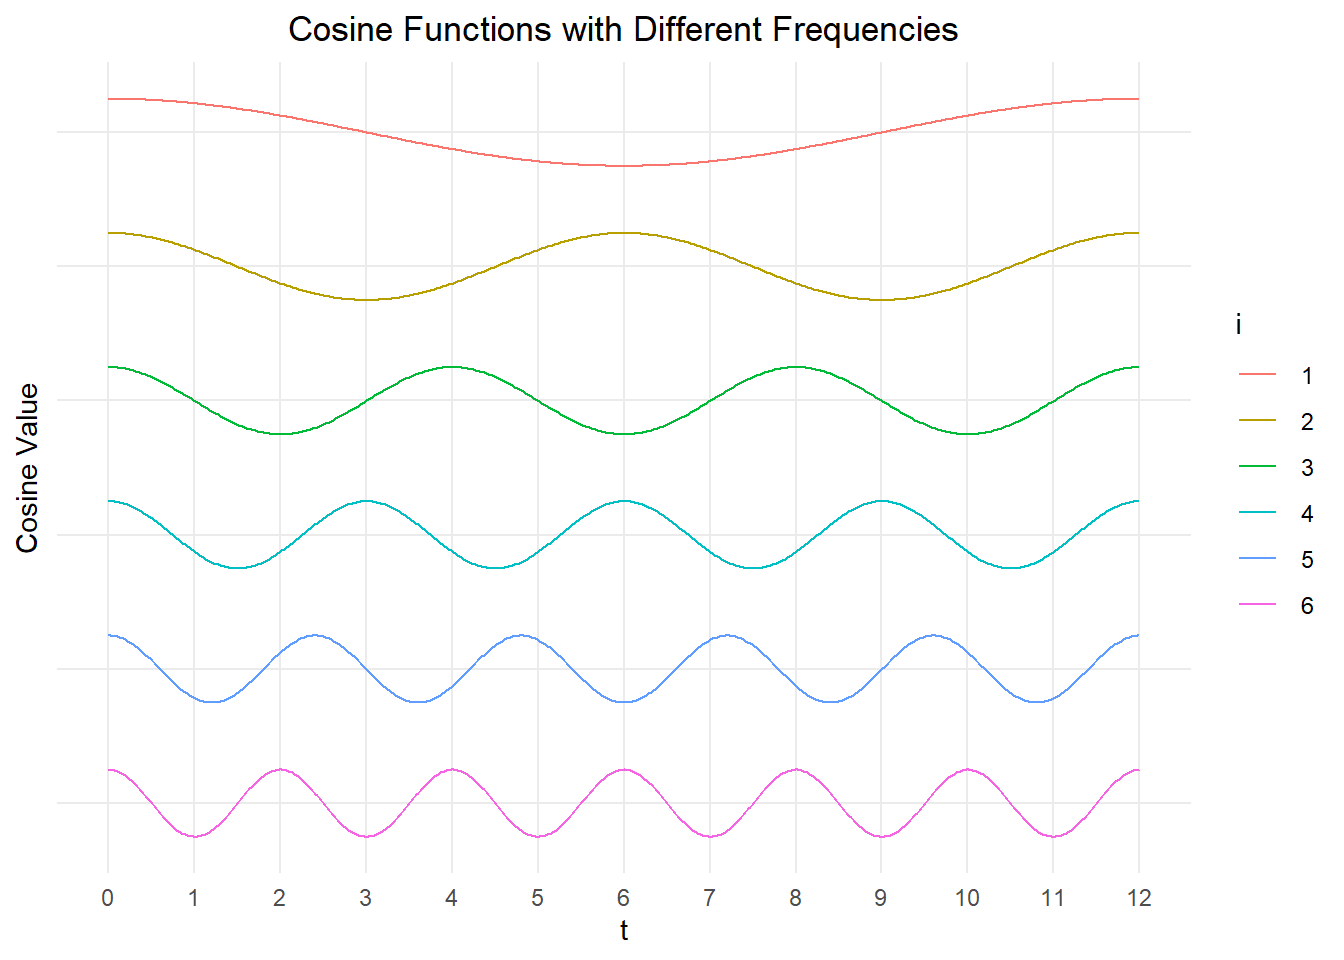 Cosine Functions with Different Frequencies
Cosine Value
i
1
2
3
4
5
6
0 1 2 3 4 5 6 7 8 9 10 11 12
t